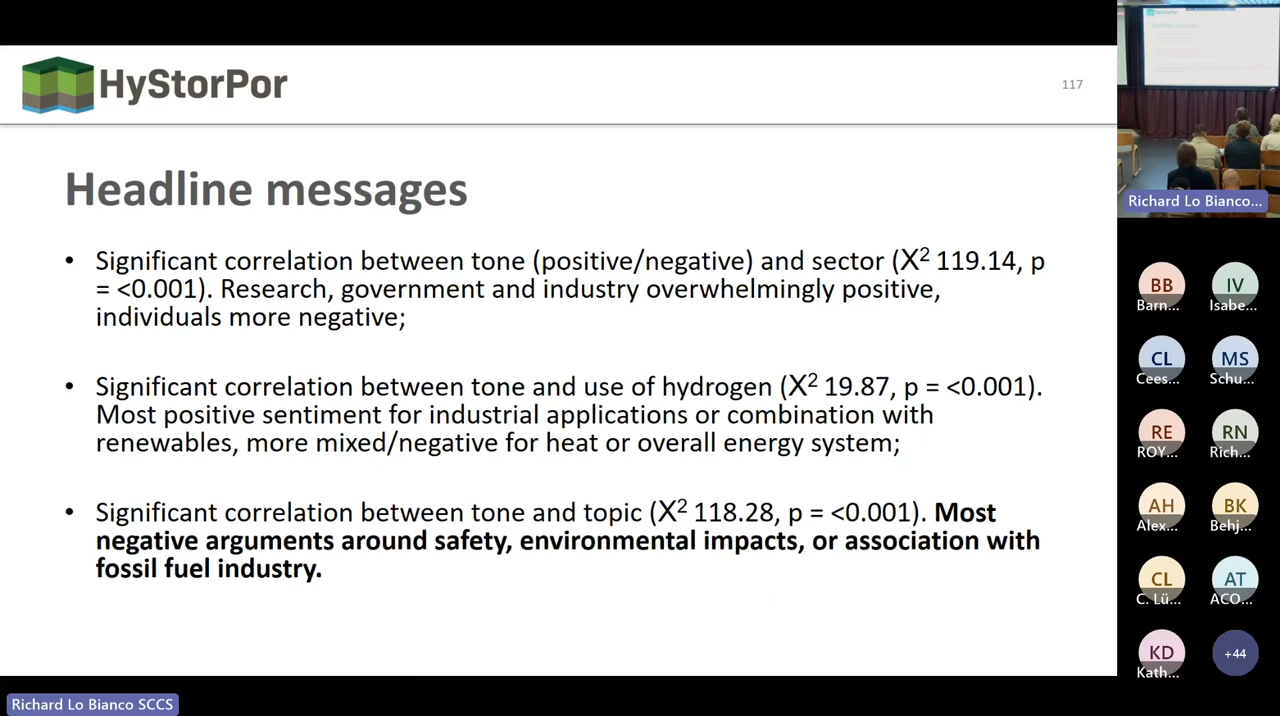 HyStorPor
117
Headline messages
• Significant correlation between tone (positive/negative) and sector (X² 119.14, p
= <0.001). Research, government and industry overwhelmingly positive,
individuals more negative;
• Significant correlation between tone and use of hydrogen (X² 19.87, p = <0.001).
Most positive sentiment for industrial applications or combination with
renewables, more mixed/negative for heat or overall energy system;
• Significant correlation between tone and topic (X² 118.28, p = <0.001). Most
negative arguments around safety, environmental impacts, or association with
fossil fuel industry.
Richard Lo Bianco SCCS
Richard Lo Bianco...
BB
Barn...
IV
Isabe...
CL
Cees...
MS
Schu...
RE
ROY...
RN
Rich...
AH
Alex...
BK
Behj...
CL
C. Lü...
AT
ACO...
KD
Kath...
+44